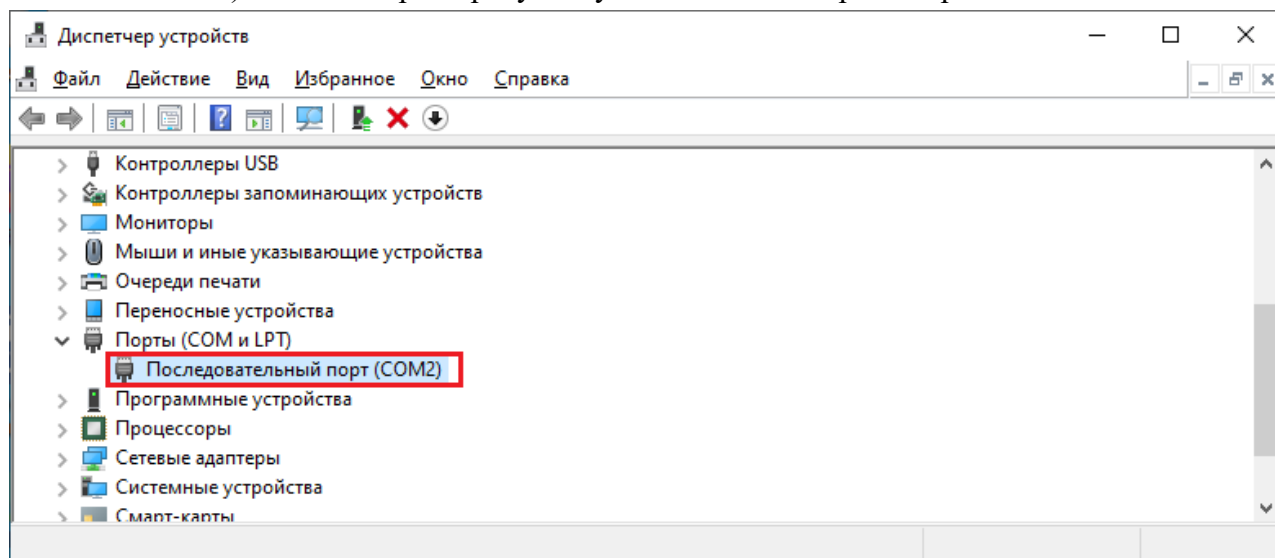 Диспетчер устройств
Файл Действие Вид Избранное Окно Справка
Контроллеры USB
Контроллеры запоминающих устройств
Мониторы
Мыши и иные указывающие устройства
Очереди печати
Переносные устройства
Порты (COM и LPT)
Последовательный порт (COM2)
Программные устройства
Процессоры
Сетевые адаптеры
Системные устройства
Смарт-карты